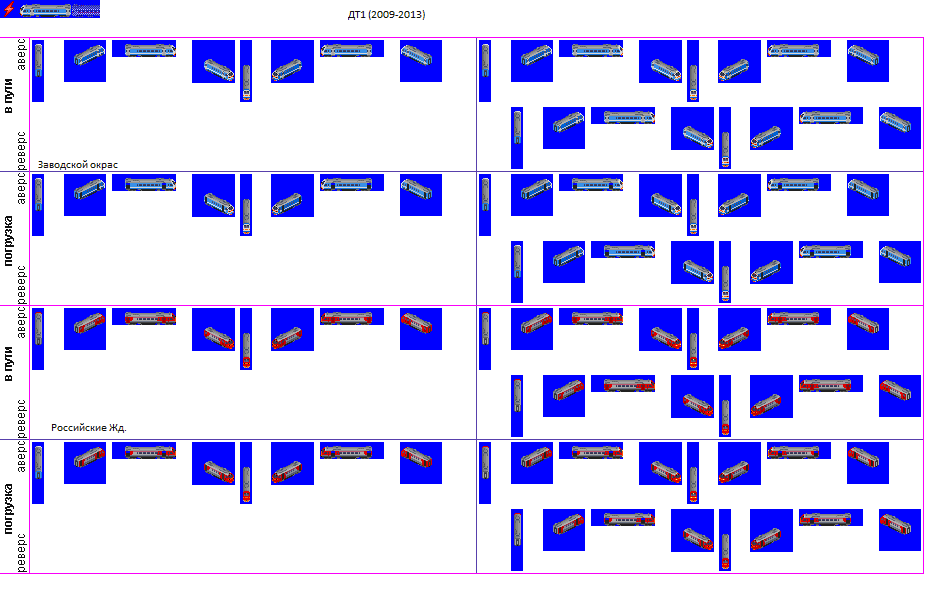 ДТ1 (2009-2013)
в пути
аверс
реверс
Заводской окрас
погрузка
аверс
реверс
в пути
аверс
реверс
Российские Жд.
погрузка
аверс
реверс